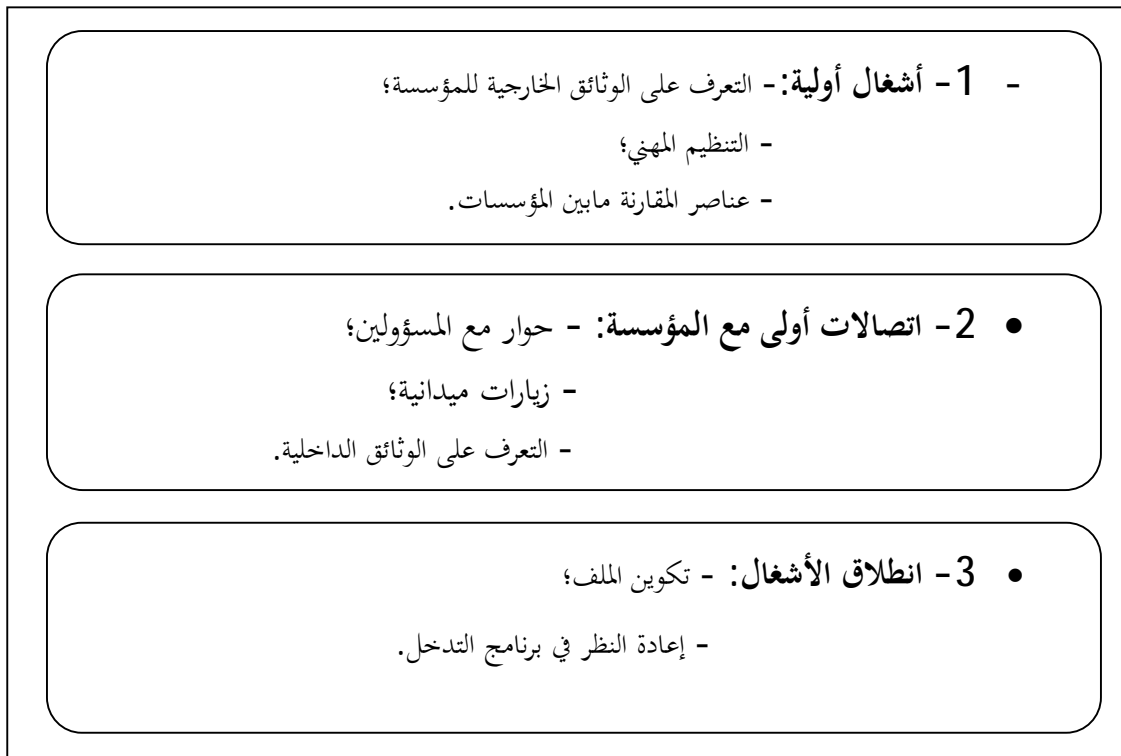 - 1- أشغال أولية:- التعرف على الوثائق الخارجية للمؤسسة؛
- التنظيم المهني؛
- عناصر المقارنة مابين المؤسسات.
• 2- اتصالات أولى مع المؤسسة: - حوار مع المسؤولين؛
- زيارات ميدانية؛
- التعرف على الوثائق الداخلية.
• 3- انطلاق الأشغال: - تكوين الملف؛
- إعادة النظر في برنامج التدخل.